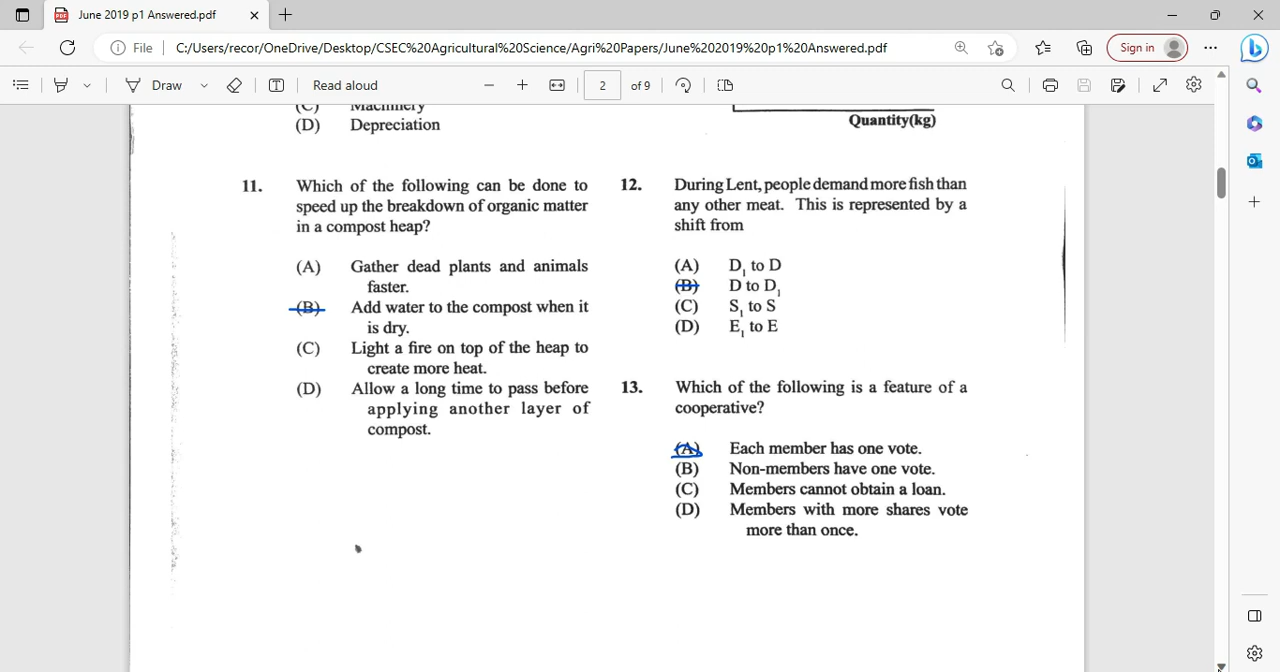 June 2019 p1 Answered.pdf
File
C:/Users/recor/OneDrive/Desktop/CSEC%20Agricultural%20Science/Agri%20Papers/June%202019%20p1%20Answered.pdf
Sign in
Draw
Read aloud
2
of 9
(C) Machinery
(D) Depreciation
11. Which of the following can be done to
speed up the breakdown of organic matter
in a compost heap?
(A) Gather dead plants and animals
faster.
(B) Add water to the compost when it
is dry.
(C) Light a fire on top of the heap to
create more heat.
(D) Allow a long time to pass before
applying another layer of
compost.
Quantity(kg)
12. During Lent, people demand more fish than
any other meat. This is represented by a
shift from
(A) D₁ to D
(B) D to D₁
(C) S₁ to S
(D) E₁ to E
13. Which of the following is a feature of a
cooperative?
(A) Each member has one vote.
(B) Non-members have one vote.
(C) Members cannot obtain a loan.
(D) Members with more shares vote
more than once.